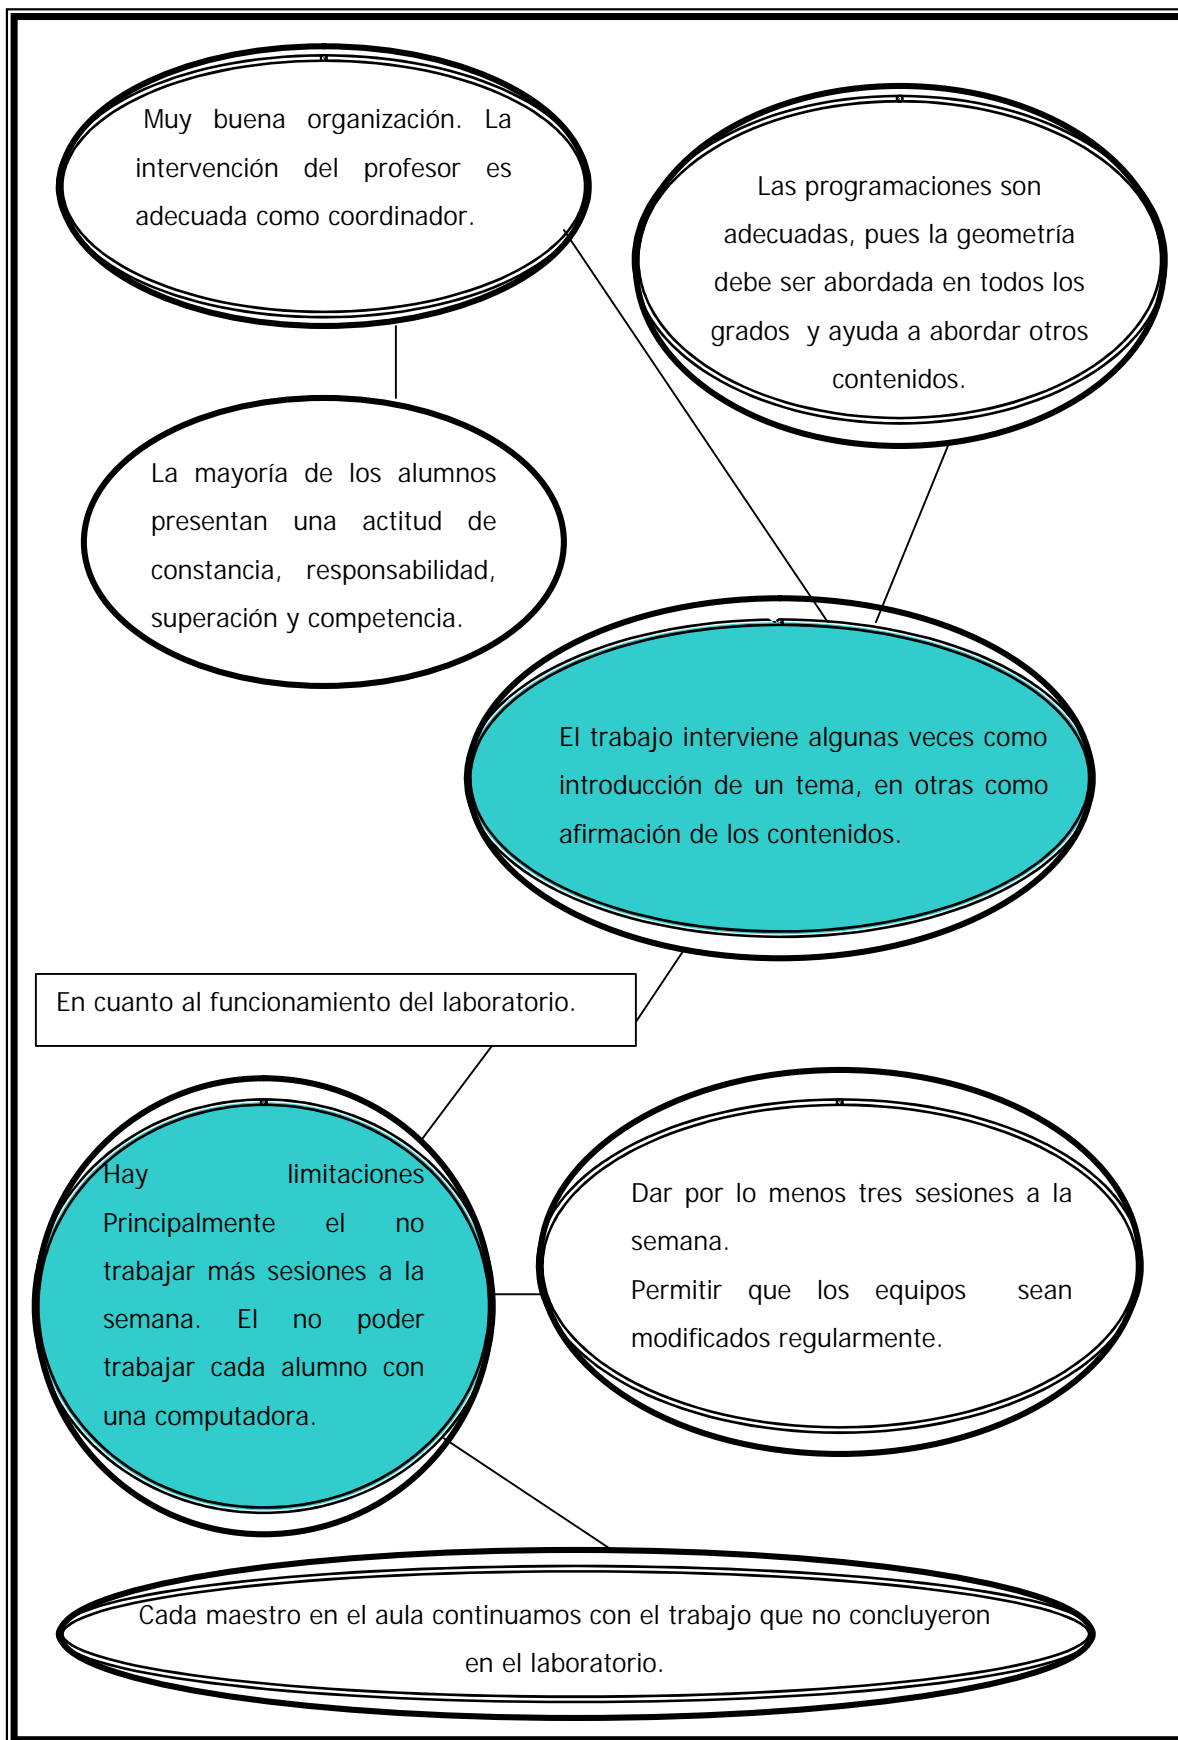 Muy buena organización. La
intervención del profesor es
adecuada como coordinador.
Las programaciones son
adecuadas, pues la geometría
debe ser abordada en todos los
grados y ayuda a abordar otros
contenidos.
La mayoría de los alumnos
presentan una actitud de
constancia, responsabilidad,
superación y competencia.
El trabajo interviene algunas veces como
introducción de un tema, en otras como
afirmación de los contenidos.
En cuanto al funcionamiento del laboratorio.
Hay limitaciones
Principalmente el no
trabajar más sesiones a la
semana. El no poder
trabajar cada alumno con
una computadora.
Dar por lo menos tres sesiones a la
semana.
Permitir que los equipos sean
modificados regularmente.
Cada maestro en el aula continuamos con el trabajo que no concluyeron
en el laboratorio.